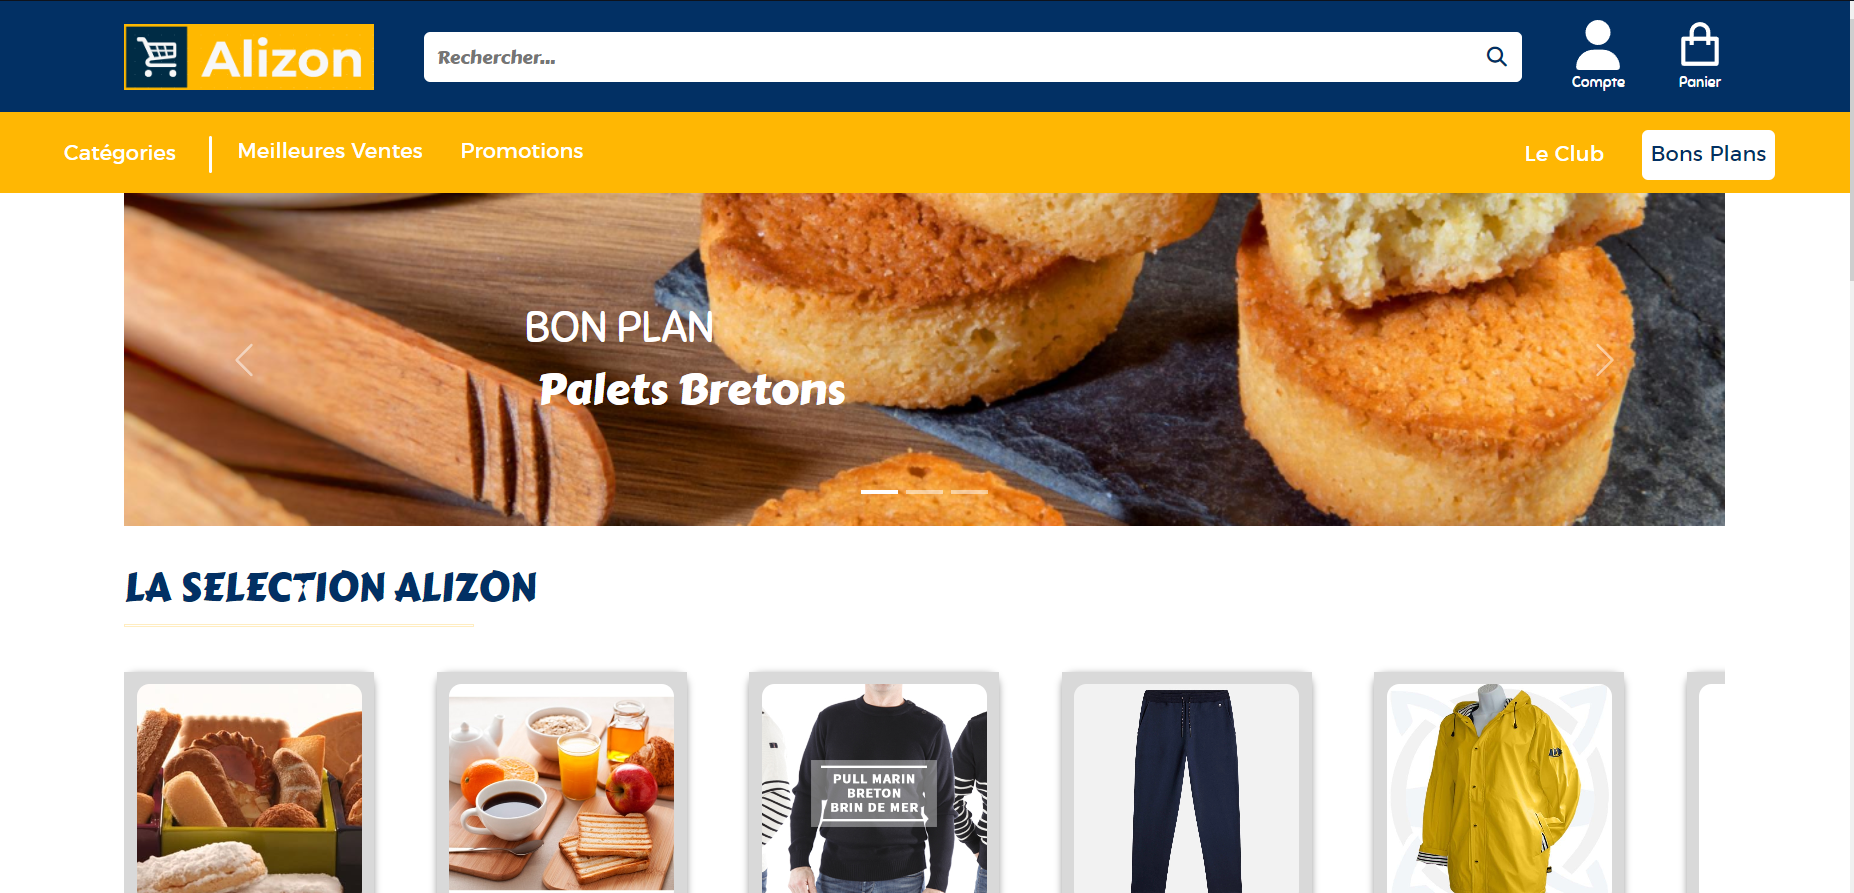 Alizon
Rechercher...
Compte
Panier
Catégories
Meilleures Ventes
Promotions
Le Club
Bons Plans
BON PLAN
Palets Bretons
LA SELECTION ALIZON
PULL MARIN
BRETON
BRIN DE MER